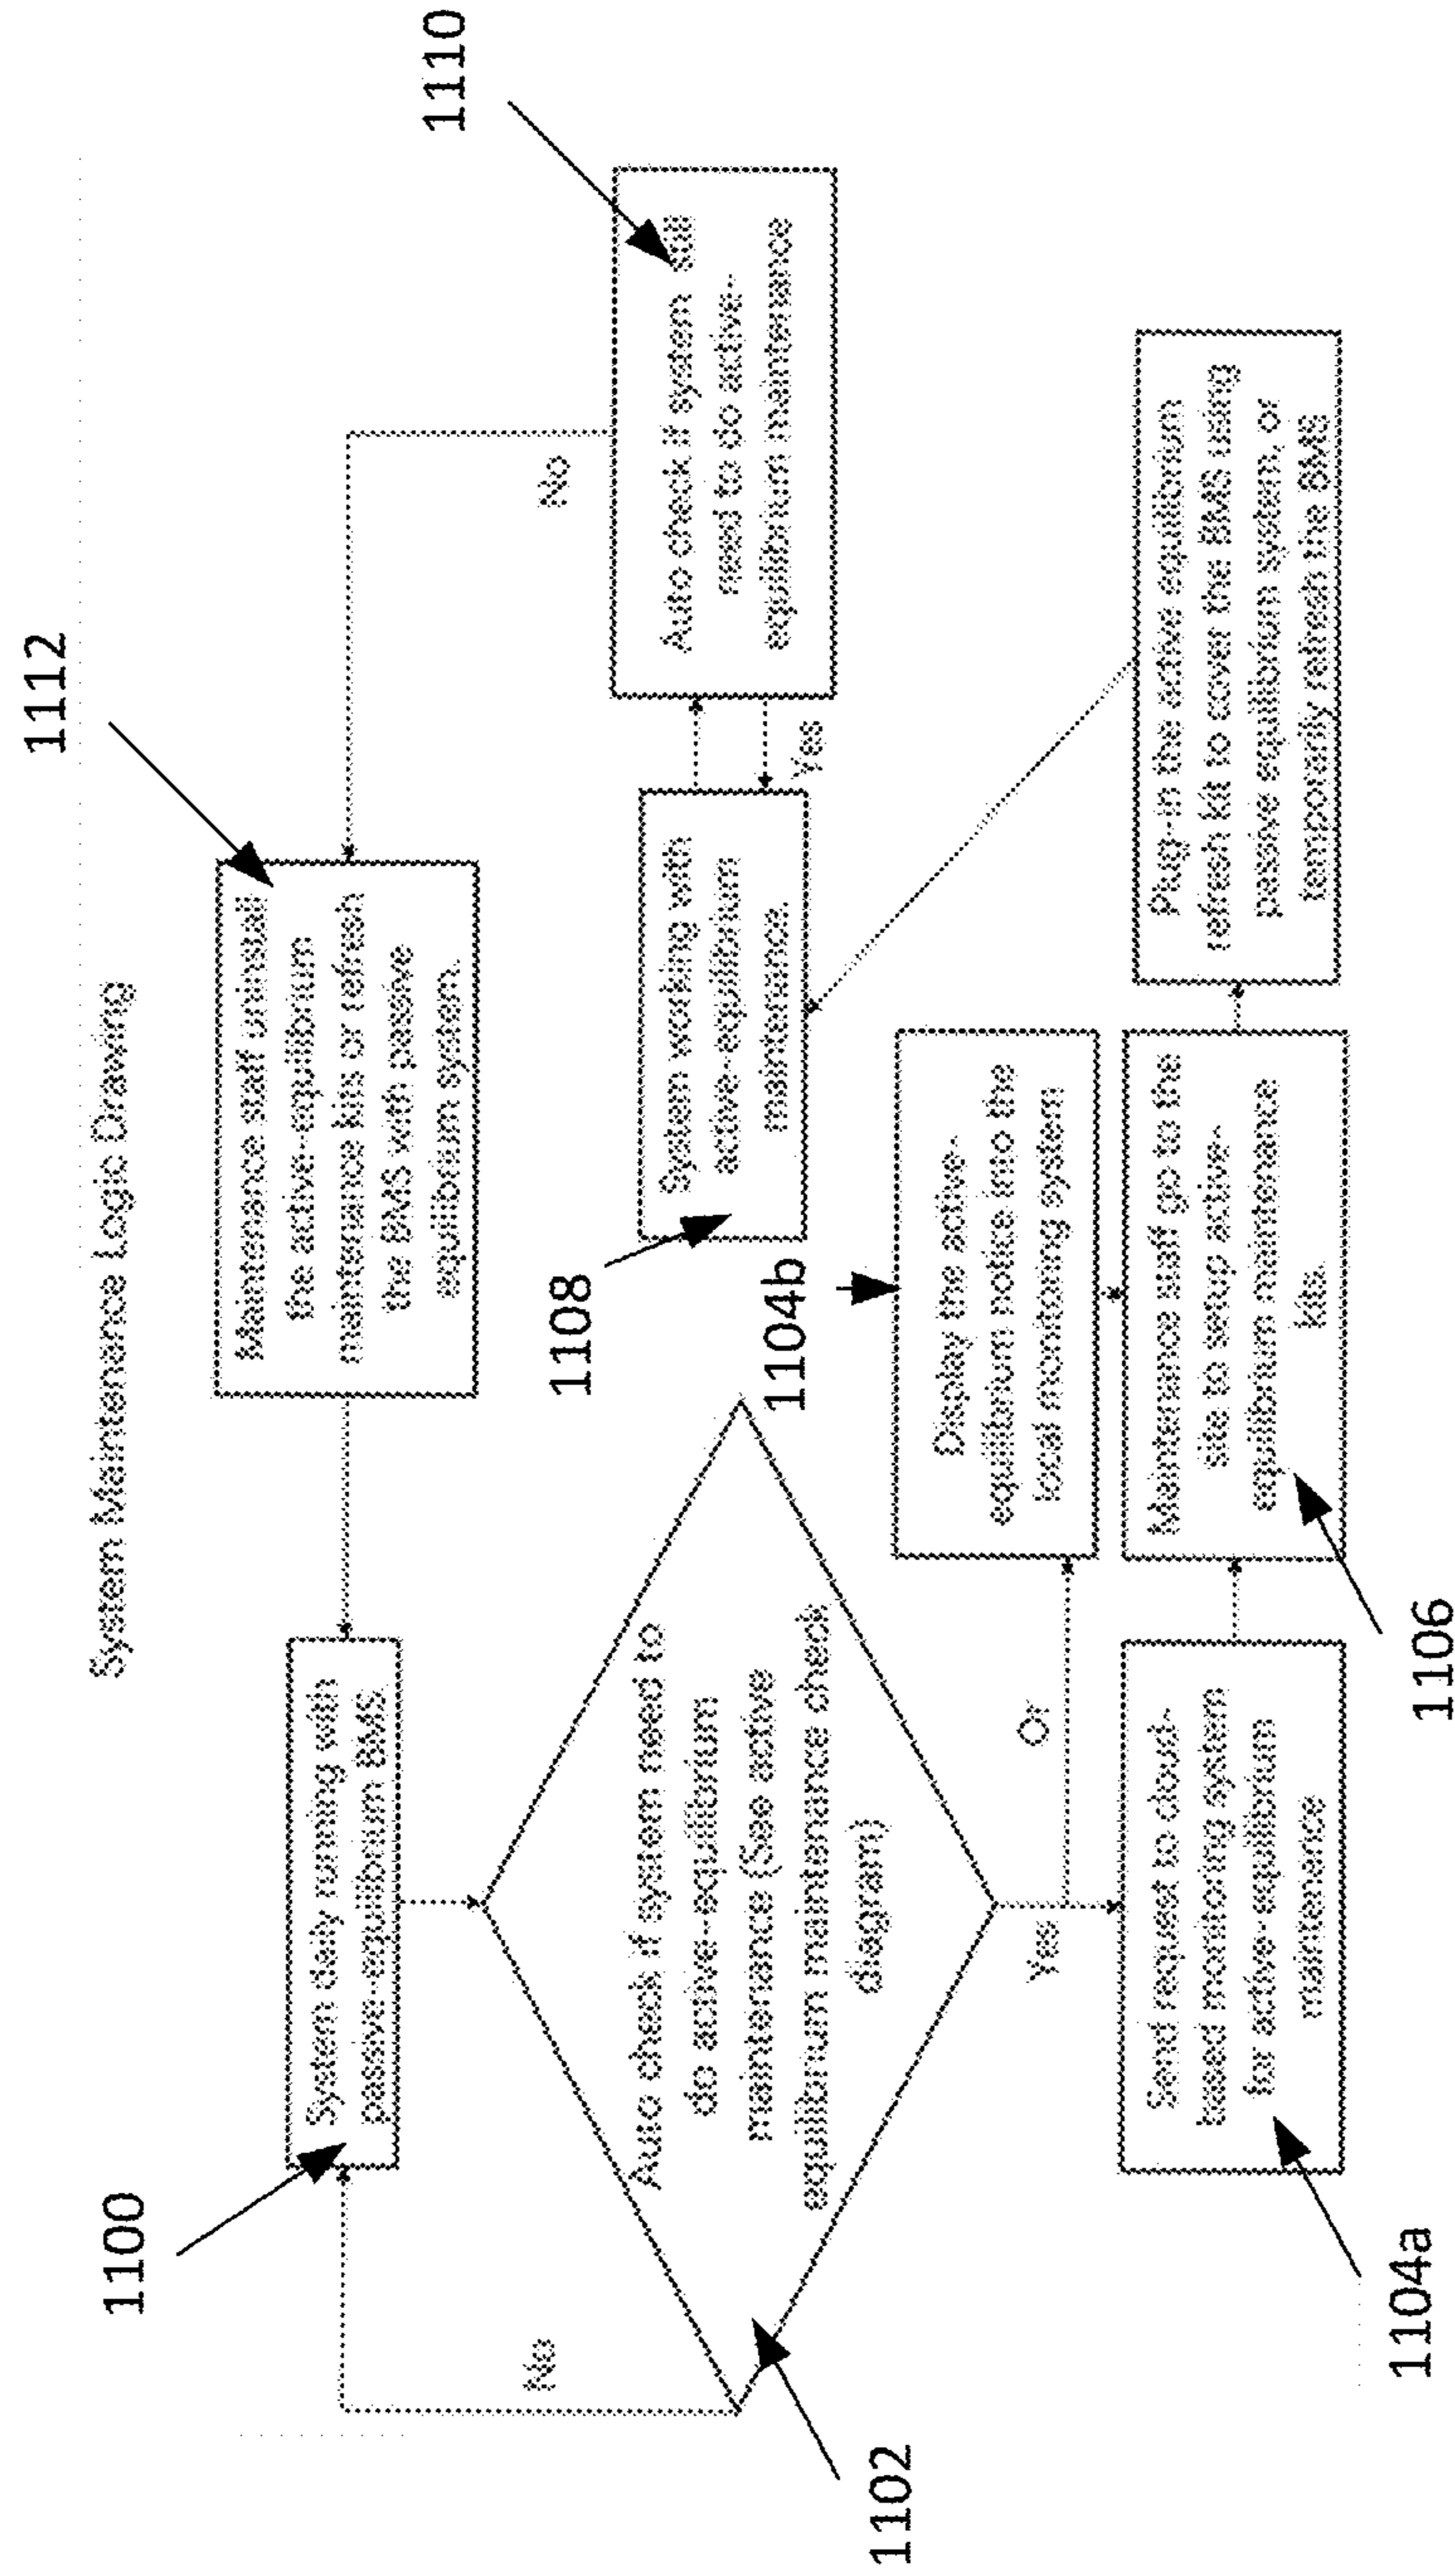 System Maintenence Logic Drawing
1112
1110
1100
System daily running with
passive-equilibrium BMS.
Maintenance staff uninstall
the active-equilibrium
maintenance kits or refresh
the BMS with passive
equilibrium system.
No
No
1102
Auto check if system need to
do active-equilibrium
maintenance (See active
equilibrium maintenance check
diagram)
1108
System working with
active-equilibrium
maintenance.
Yes
Auto check if system still
need to do active-
equilibrium maintenance
1104b
Display the active-
equilibrium notice into the
local monitoring system
Yes
Or
1104a
Send request to cloud-
based monitoring system
for active-equilibrium
maintenance
1106
Maintenance staff go to the
site to setup active-
equilibrium maintenance
kits.
Plug-in the active equilibrium
refresh kit to cover the BMS using
passive equilibrium system, or
temporarily refresh the BMS